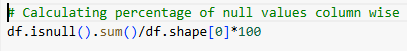 # Calculating percentage of null values column wise
df.isnull().sum()/df.shape[0]*100